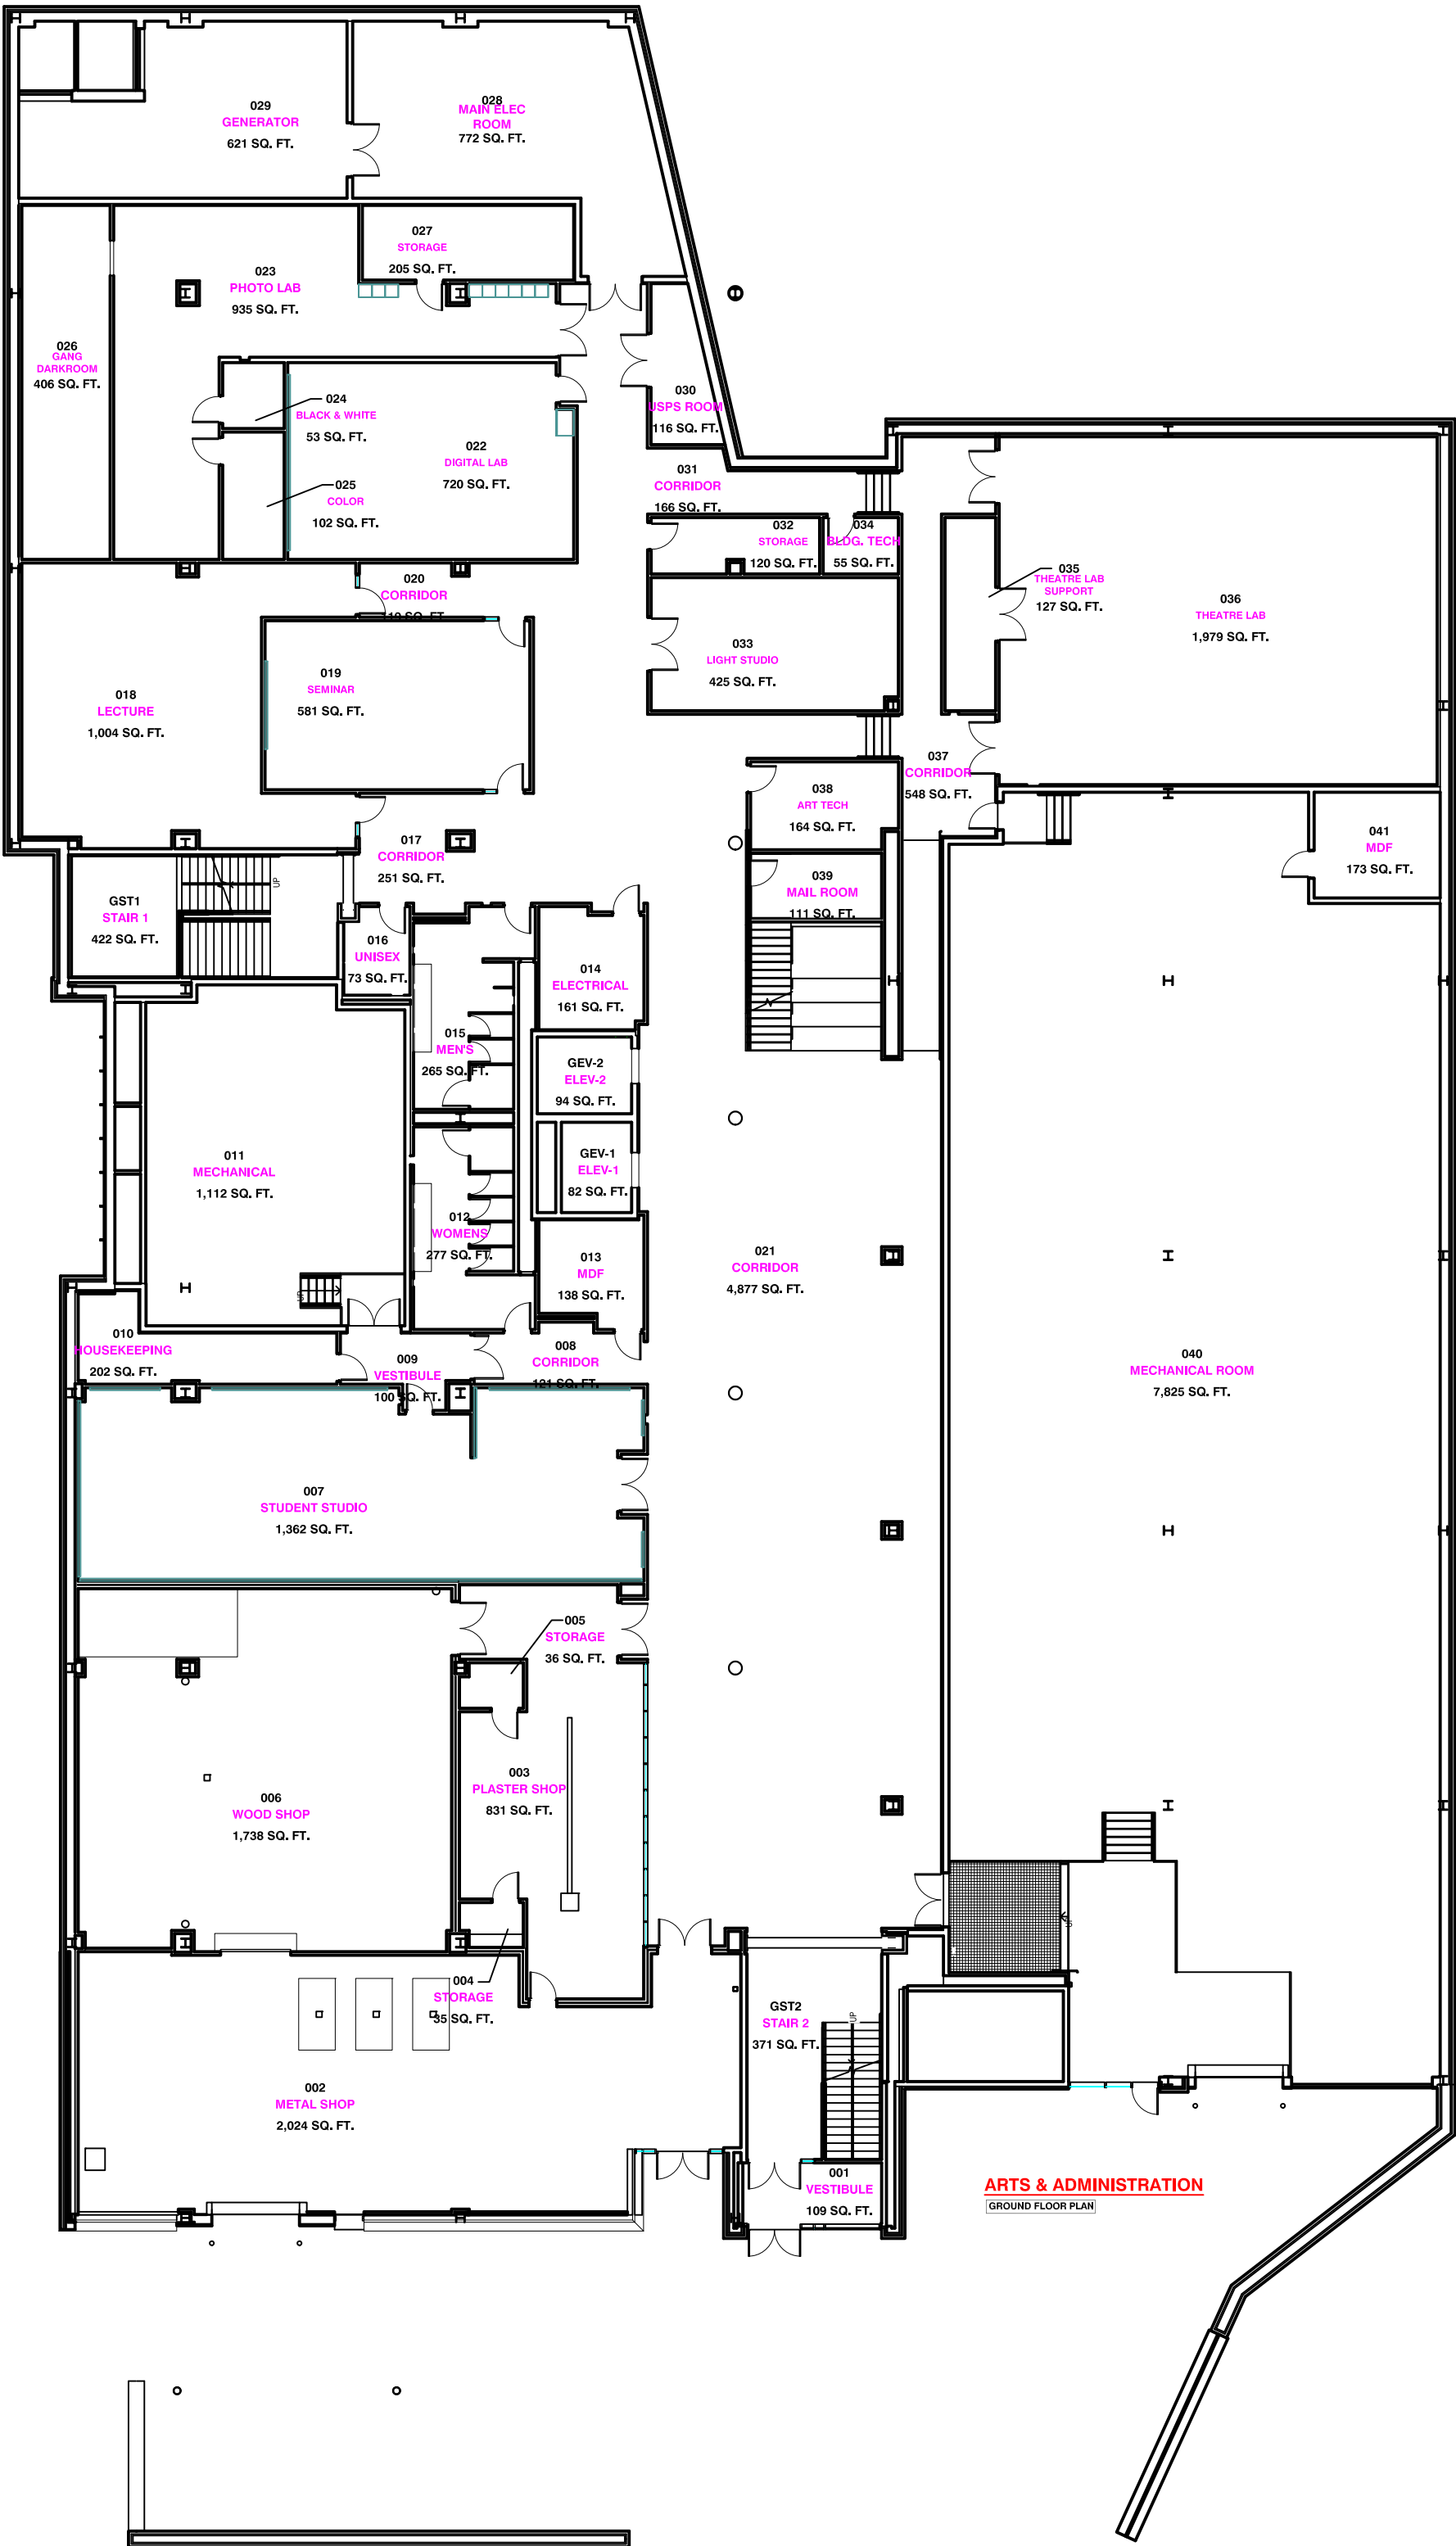 029
GENERATOR
621 SQ. FT.
028
MAIN ELEC
ROOM
772 SQ. FT.
027
STORAGE
205 SQ. FT.
023
PHOTO LAB
935 SQ. FT.
026
GANG
DARKROOM
406 SQ. FT.
024
BLACK & WHITE
53 SQ. FT.
025
COLOR
102 SQ. FT.
022
DIGITAL LAB
720 SQ. FT.
030
USPS ROOM
116 SQ. FT.
031
CORRIDOR
166 SQ. FT.
032
STORAGE
120 SQ. FT.
034
BLDG. TECH
55 SQ. FT.
035
THEATRE LAB
SUPPORT
127 SQ. FT.
036
THEATRE LAB
1,979 SQ. FT.
020
CORRIDOR
SQ. FT.
033
LIGHT STUDIO
425 SQ. FT.
019
SEMINAR
581 SQ. FT.
018
LECTURE
1,004 SQ. FT.
037
CORRIDOR
548 SQ. FT.
038
ART TECH
164 SQ. FT.
041
MDF
173 SQ. FT.
017
CORRIDOR
251 SQ. FT.
039
MAIL ROOM
111 SQ. FT.
GST1
STAIR 1
422 SQ. FT.
UP
016
UNISEX
73 SQ. FT.
014
ELECTRICAL
161 SQ. FT.
015
MEN'S
265 SQ. FT.
GEV-2
ELEV-2
94 SQ. FT.
GEV-1
ELEV-1
82 SQ. FT.
011
MECHANICAL
1,112 SQ. FT.
012
WOMENS
277 SQ. FT.
013
MDF
138 SQ. FT.
021
CORRIDOR
4,877 SQ. FT.
UP
010
HOUSEKEEPING
202 SQ. FT.
009
VESTIBULE
100 SQ. FT.
008
CORRIDOR
121 SQ. FT.
040
MECHANICAL ROOM
7,825 SQ. FT.
007
STUDENT STUDIO
1,362 SQ. FT.
005
STORAGE
36 SQ. FT.
003
PLASTER SHOP
831 SQ. FT.
006
WOOD SHOP
1,738 SQ. FT.
UP
004
STORAGE
35 SQ. FT.
GST2
STAIR 2
371 SQ. FT.
UP
002
METAL SHOP
2,024 SQ. FT.
001
VESTIBULE
109 SQ. FT.
ARTS & ADMINISTRATION
GROUND FLOOR PLAN